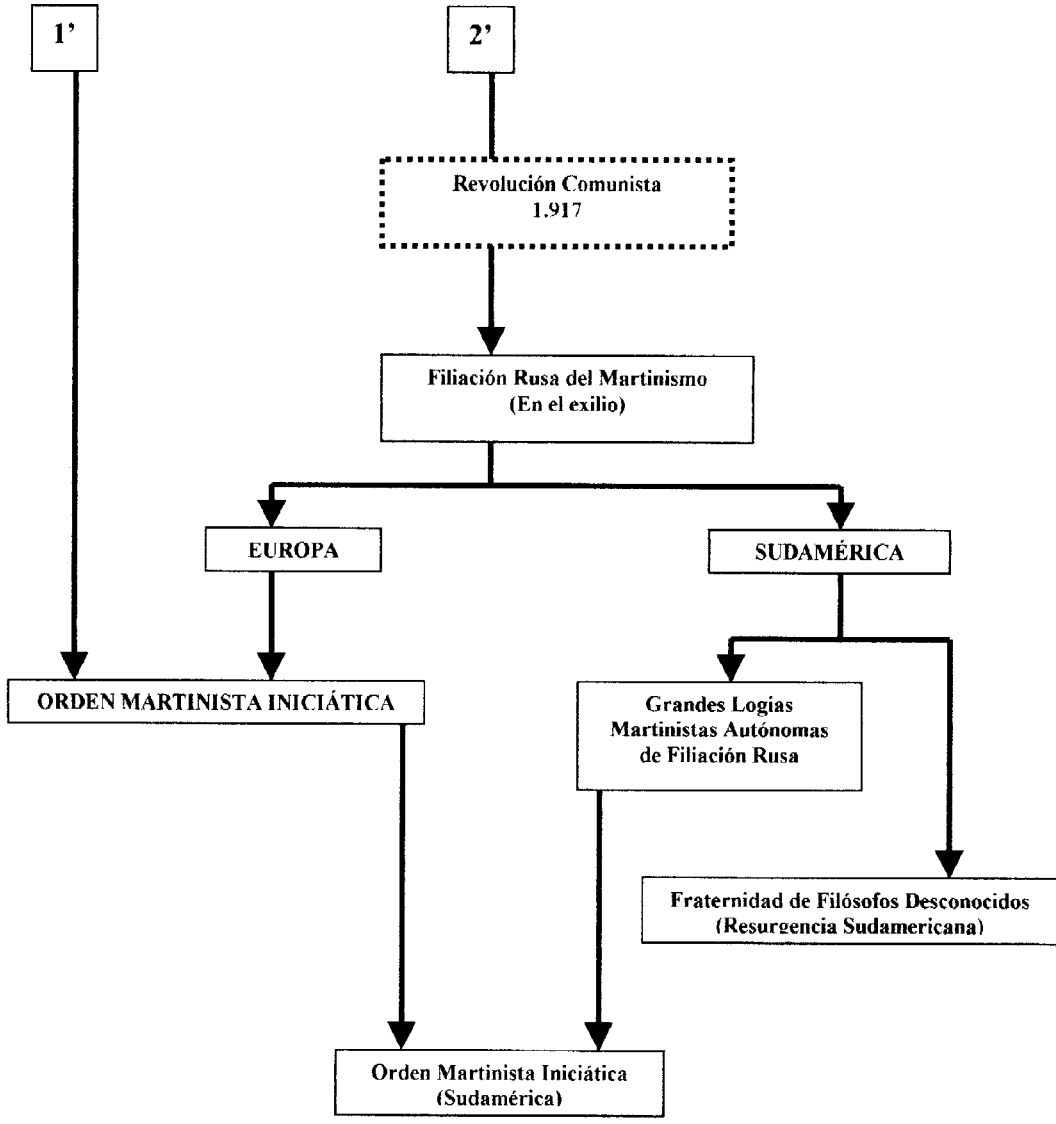 1’
2’
Revolución Comunista
1.917
Filiación Rusa del Martinismo
(En el exilio)
EUROPA
SUDAMÉRICA
ORDEN MARTINISTA INICIÁTICA
Grandes Logias
Martinistas Autónomas
de Filiación Rusa
Fraternidad de Filósofos Desconocidos
(Resurgencia Sudamericana)
Orden Martinista Iniciática
(Sudamérica)